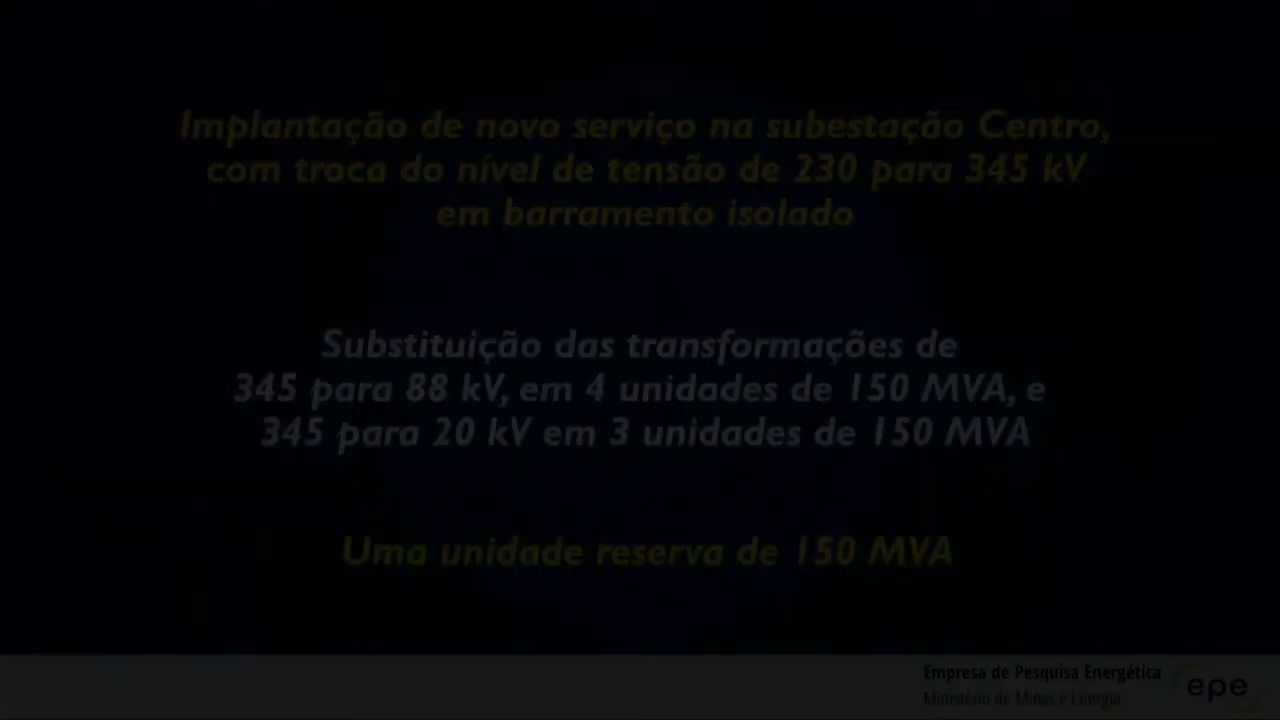 Implantação de novo serviço na subestação Centro,
com troca do nível de tensão de 230 para 345 kV
em barramento isolado
Substituição das transformações de
345 para 88 kV, em 4 unidades de 150 MVA, e
345 para 20 kV em 3 unidades de 150 MVA
Uma unidade reserva de 150 MVA
Empresa de Pesquisa Energética
Ministério de Minas e Energia
epe